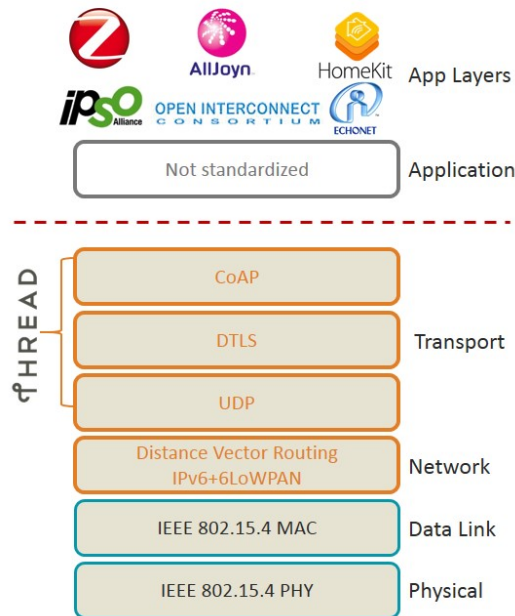 Z
AllJoyn
HomeKit
App Layers
ipso
Alliance
OPEN INTERCONNECT
CONSORTIUM
ECHONET
Not standardized
Application
THREAD
CoAP
DTLS
Transport
UDP
Distance Vector Routing
IPv6+6LoWPAN
Network
IEEE 802.15.4 MAC
Data Link
IEEE 802.15.4 PHY
Physical